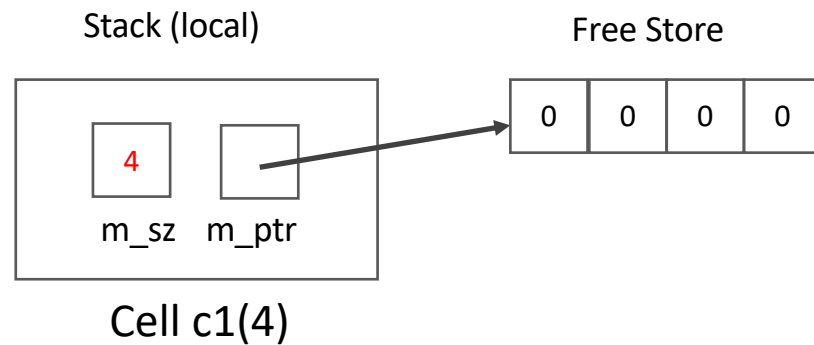 Stack (local)
Free Store
0 0 0 0
4
m_sz m_ptr
Cell c1(4)